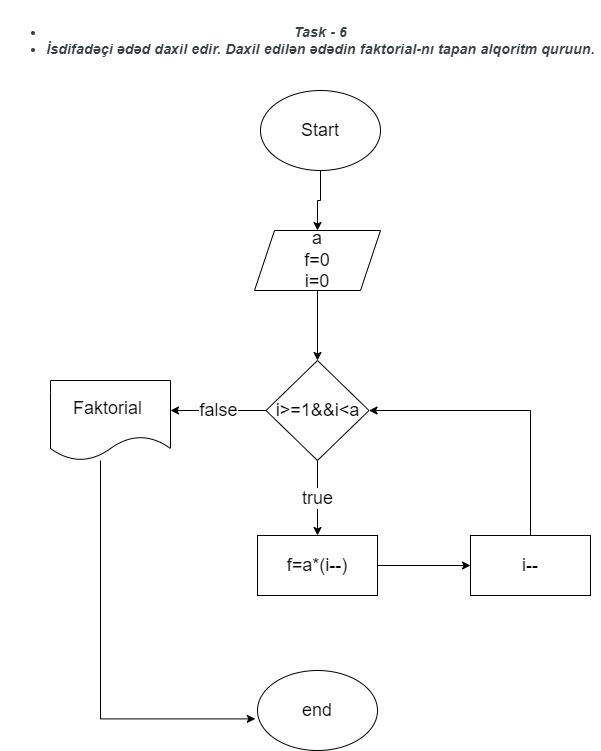 Task - 6
İsdifadəçi ədəd daxil edir. Daxil edilən ədədin faktorial-nı tapan alqoritm quruun.
Start
a
f=0
i=0
i>=1&&i<a
false
Faktorial
true
f=a*(i--)
i--
end